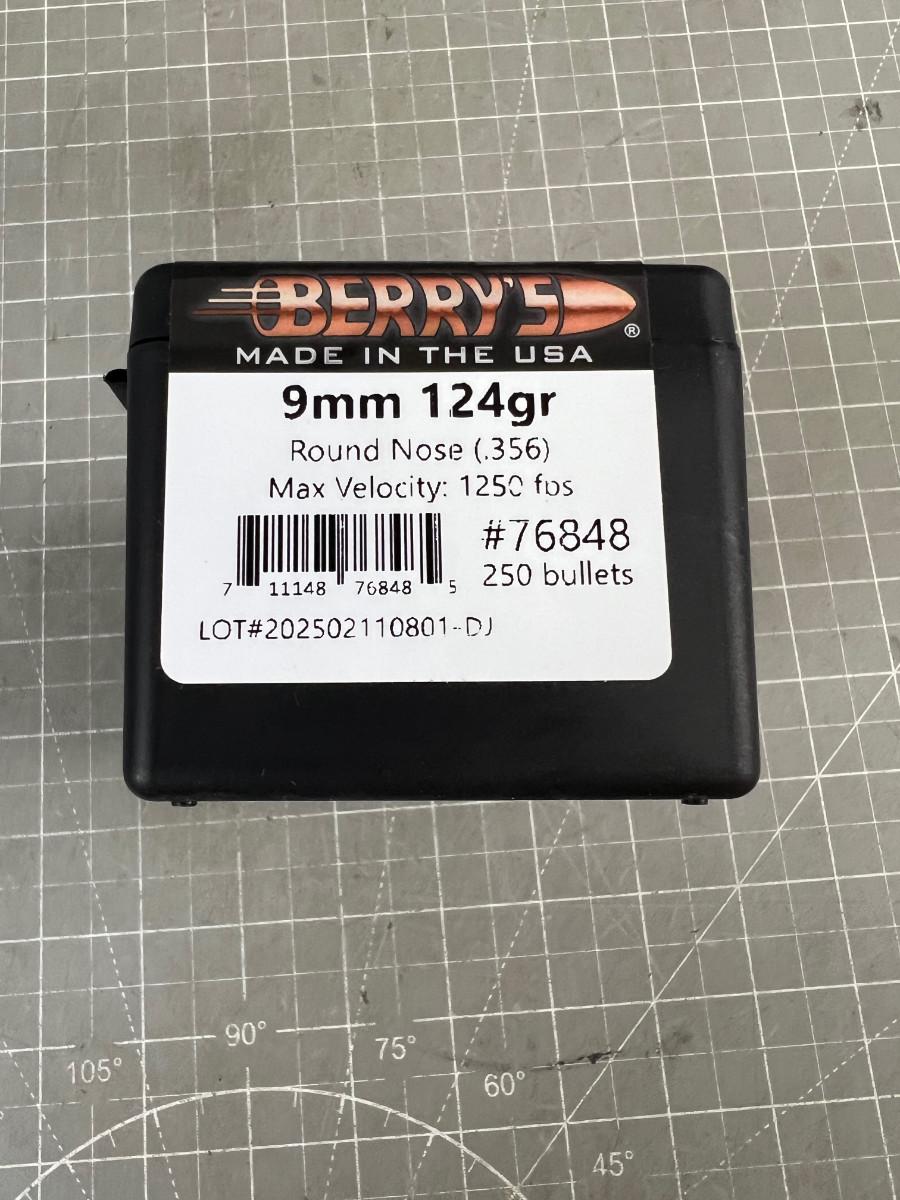 BERRY'S ®
MADE IN THE USA
9mm 124gr
Round Nose (.356)
Max Velocity: 1250 fps
#76848
250 bullets
7 11148 76848 5
LOT#202502110801-DJ
90°
105°
75°
60°
45°